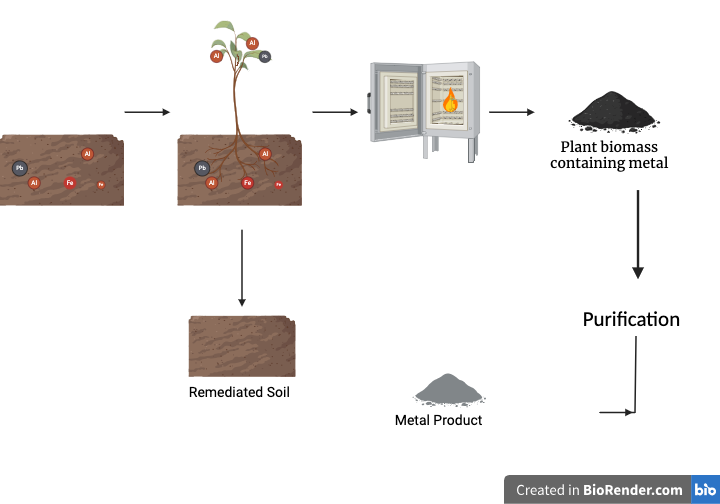 Al
Al
Pb
Al
Al
Pb
Pb
Al
Fe
Fe
Al
Fe
Fe
Plant biomass
containing metal
Purification
Remediated Soil
Metal Product
Created in BioRender.com bio